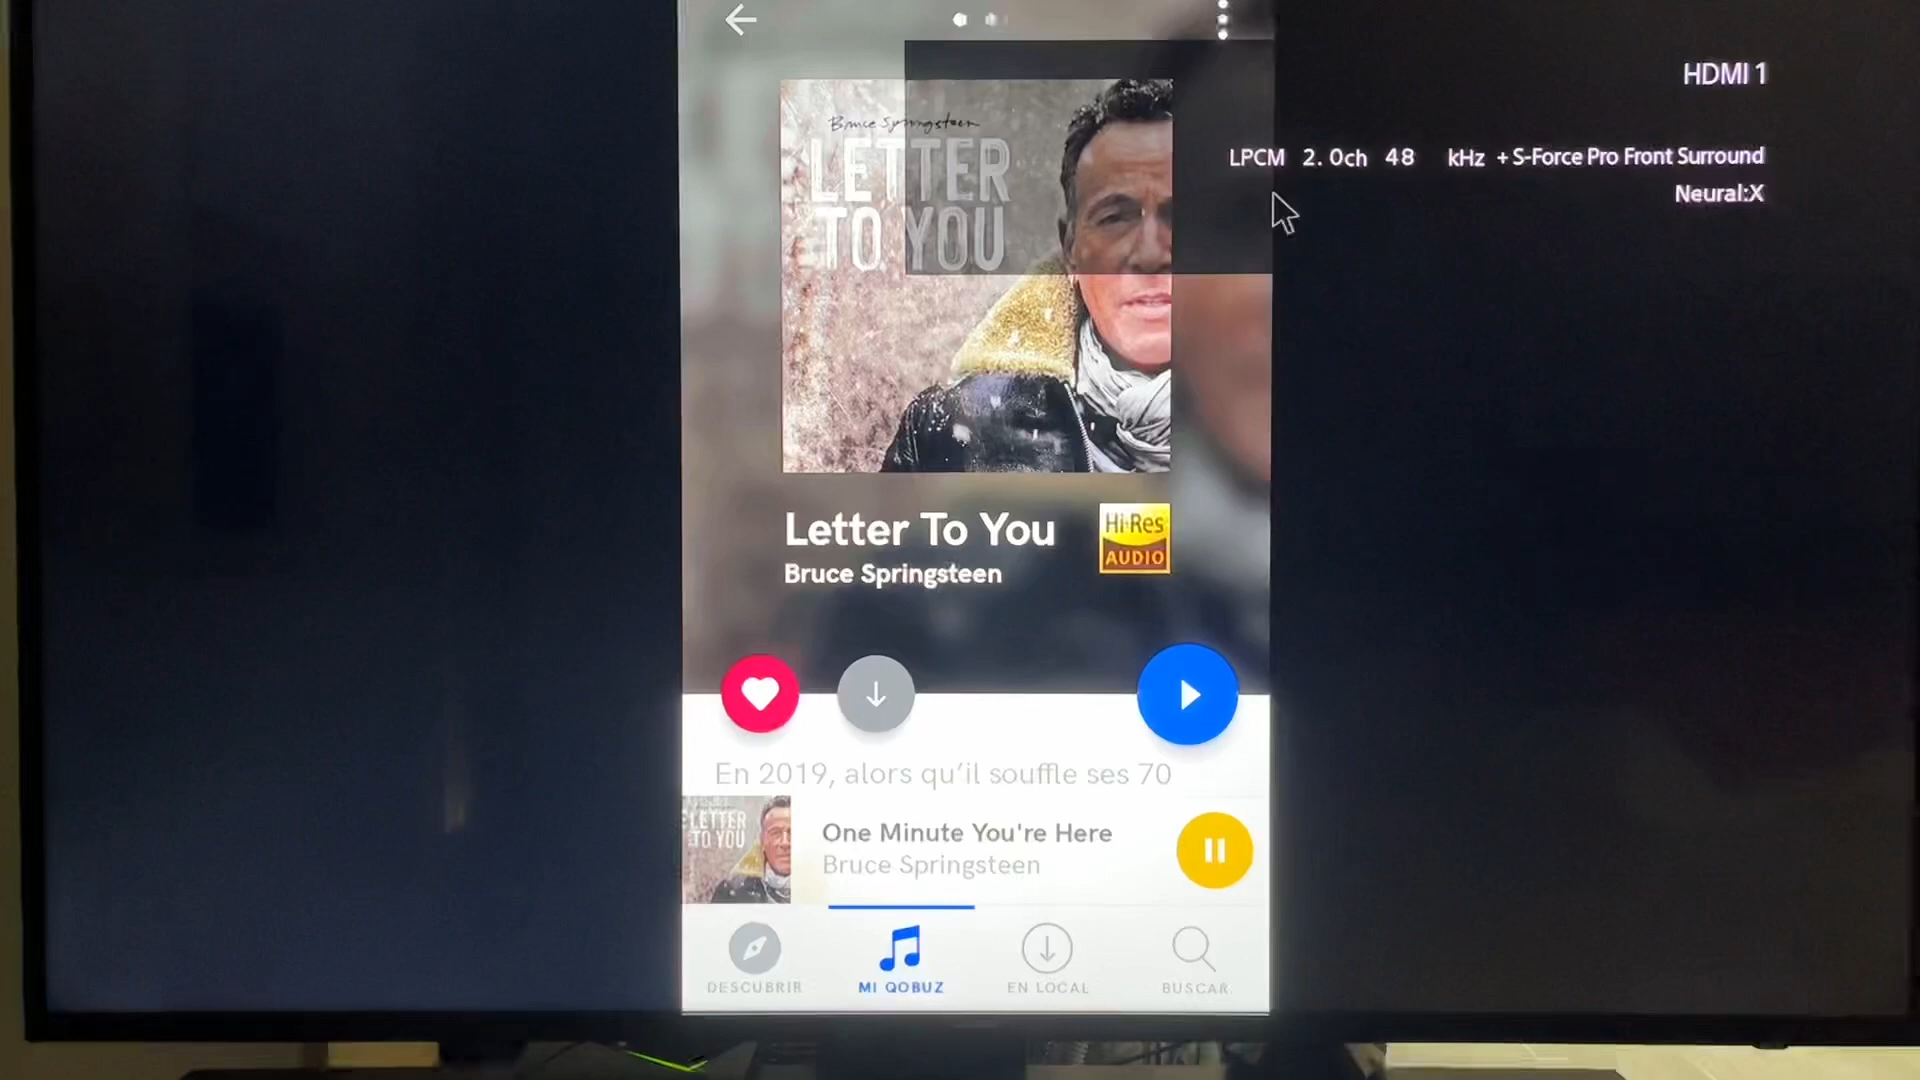 HDMI 1
LPCM 2.0ch 48 kHz + S-Force Pro Front Surround
Neural:X
Bruce Springsteen
LETTER
TO YOU
Letter To You
Bruce Springsteen
Hi-Res
AUDIO
En 2019, alors qu'il souffle ses 70
LETTER
TO YOU
One Minute You're Here
Bruce Springsteen
DESCUBRIR
MI QOBUZ
EN LOCAL
BUSCAR